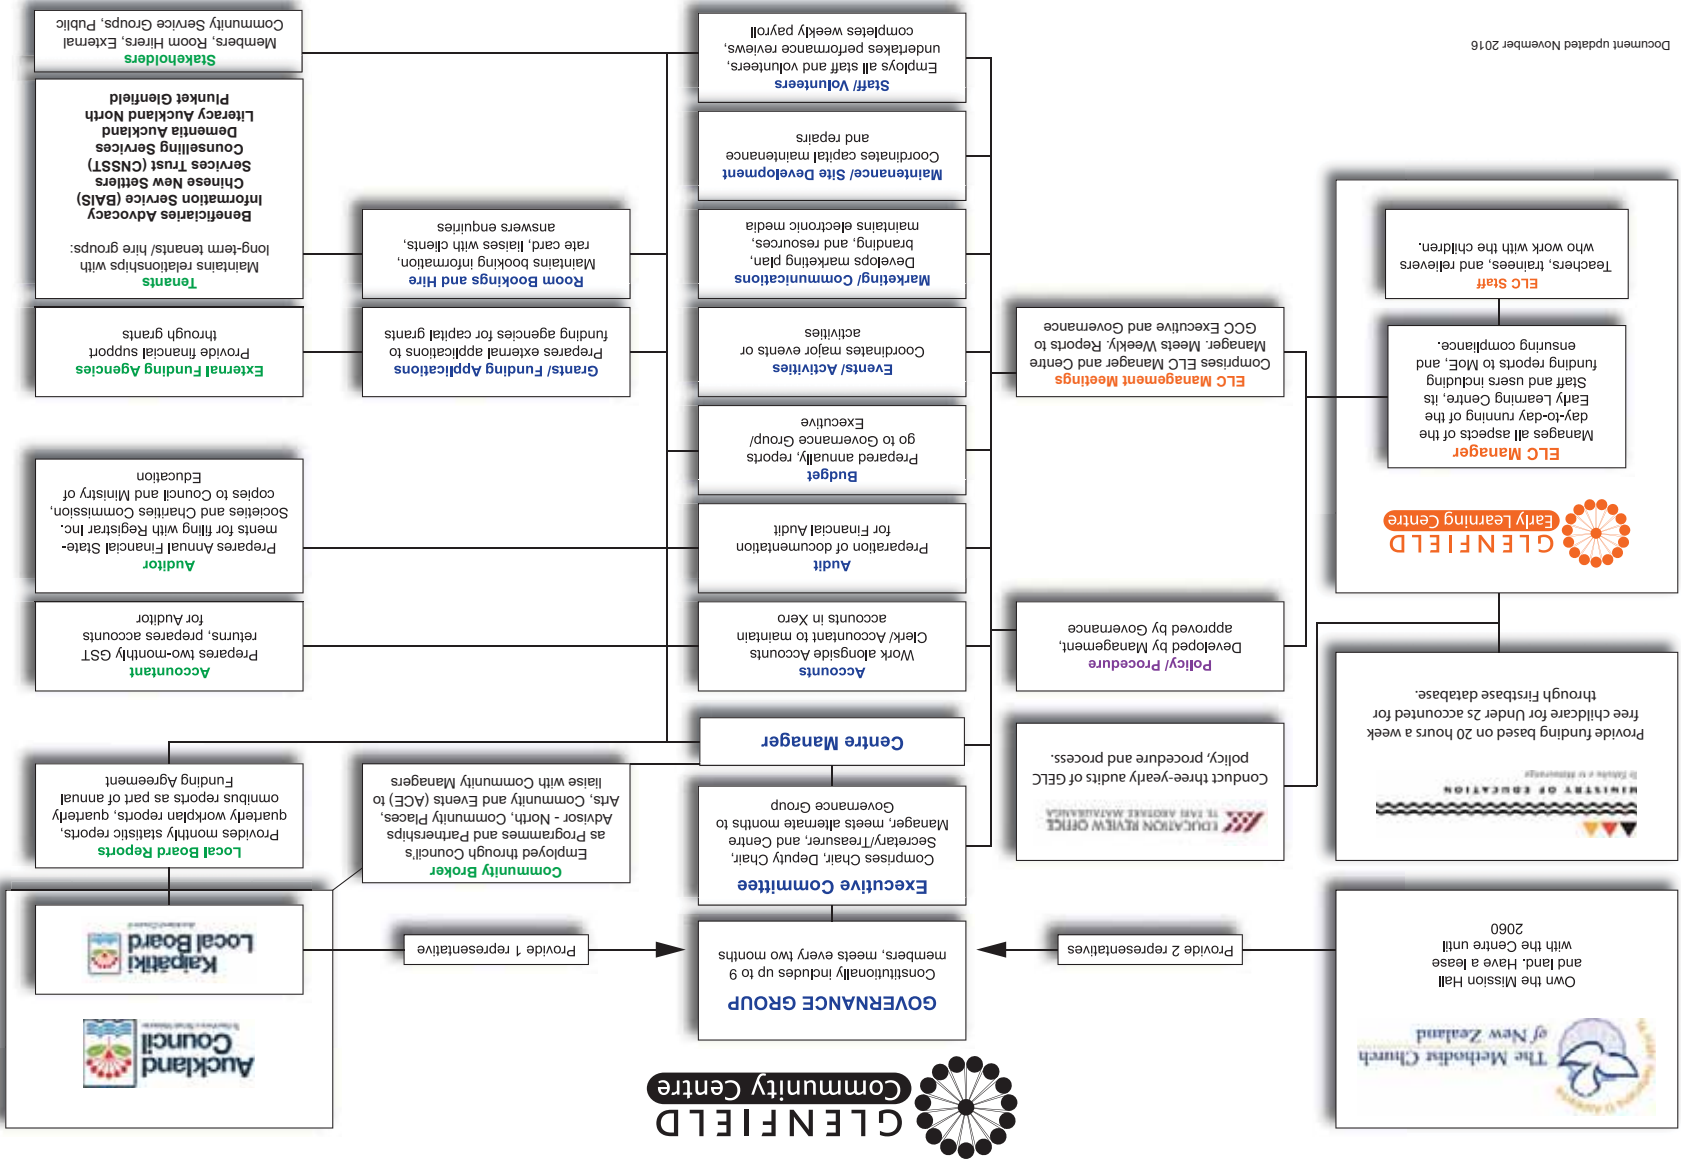 GLENFIELD
Community Centre
The Methodist Church
of New Zealand
Own the Mission Hall
and land. Have a lease
with the Centre until
2060
Provide 2 representatives
GOVERNANCE GROUP
Constitutionally includes up to 9
members, meets every two months
Provide 1 representative
Auckland
Council
Kaipātiki
Local Board
Auckland Council
MINISTRY OF EDUCATION
Te Tāhuhu o te Mātauranga
Provide funding based on 20 hours a week
free childcare for Under 2s accounted for
through Firstbase database.
EDUCATION REVIEW OFFICE
TE TARI AROTAKE MATAURANGA
Conduct three-yearly audits of GELC
policy, procedure and process.
Executive Committee
Comprises Chair, Deputy Chair,
Secretary/Treasurer, and Centre
Manager, meets alternate months to
Governance Group
Community Broker
Employed through Council's
as Programmes and Partnerships
Advisor - North, Community Places,
Arts, Community and Events (ACE) to
liaise with Community Managers
Local Board Reports
Provides monthly statistic reports,
quarterly workplan reports, quarterly
omnibus reports as part of annual
Funding Agreement
Centre Manager
Policy/ Procedure
Developed by Management,
approved by Governance
Accounts
Work alongside Accounts
Clerk/ Accountant to maintain
accounts in Xero
Accountant
Prepares two-monthly GST
returns, prepares accounts
for Auditor
GLENFIELD
Early Learning Centre
Audit
Preparation of documentation
for Financial Audit
Auditor
Prepares Annual Financial State-
ments for filing with Registrar Inc.
Societies and Charities Commission,
copies to Council and Ministry of
Education
ELC Manager
Manages all aspects of the
day-to-day running of the
Early Learning Centre, its
Staff and users including
funding reports to MoE, and
ensuring compliance.
Budget
Prepared annually, reports
go to Governance Group/
Executive
ELC Management Meetings
Comprises ELC Manager and Centre
Manager. Meets Weekly. Reports to
GCC Executive and Governance
Events/ Activities
Coordinates major events or
activities
Grants/ Funding Applications
Prepares external applications to
funding agencies for capital grants
External Funding Agencies
Provide financial support
through grants
ELC Staff
Teachers, trainees, and relievers
who work with the children.
Marketing/ Communications
Develops marketing plan,
branding, and resources,
maintains electronic media
Room Bookings and Hire
Maintains booking information,
rate card, liaises with clients,
answers enquiries
Tenants
Maintains relationships with
long-term tenants/ hire groups:
Beneficiaries Advocacy
Information Service (BAIS)
Chinese New Settlers
Services Trust (CNSST)
Counselling Services
Dementia Auckland
Literacy Auckland North
Plunket Glenfield
Maintenance/ Site Development
Coordinates capital maintenance
and repairs
Staff/ Volunteers
Employs all staff and volunteers,
undertakes performance reviews,
completes weekly payroll
Stakeholders
Members, Room Hirers, External
Community Service Groups, Public
Document updated November 2016